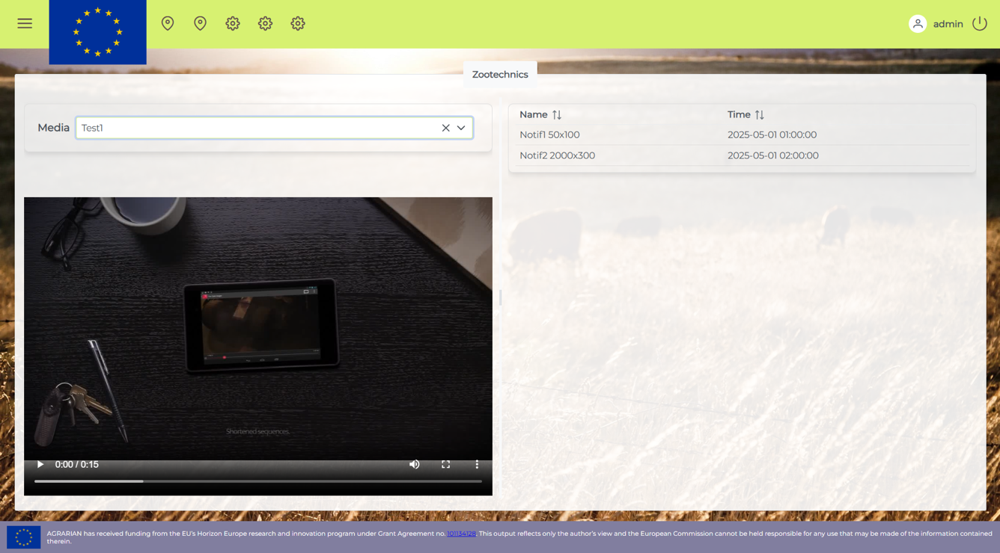 admin
Zootechnics
Media
Test1
Name
Time
Notif1 50x100
2025-05-01 01:00:00
Notif2 2000x300
2025-05-01 02:00:00
Shortened sequences.
0:00 / 0:15
AGRARIAN has received funding from the EU's Horizon Europe research and innovation program under Grant Agreement no. 101134128. This output reflects only the author's view and the European Commission cannot be held responsible for any use that may be made of the information contained
therein.